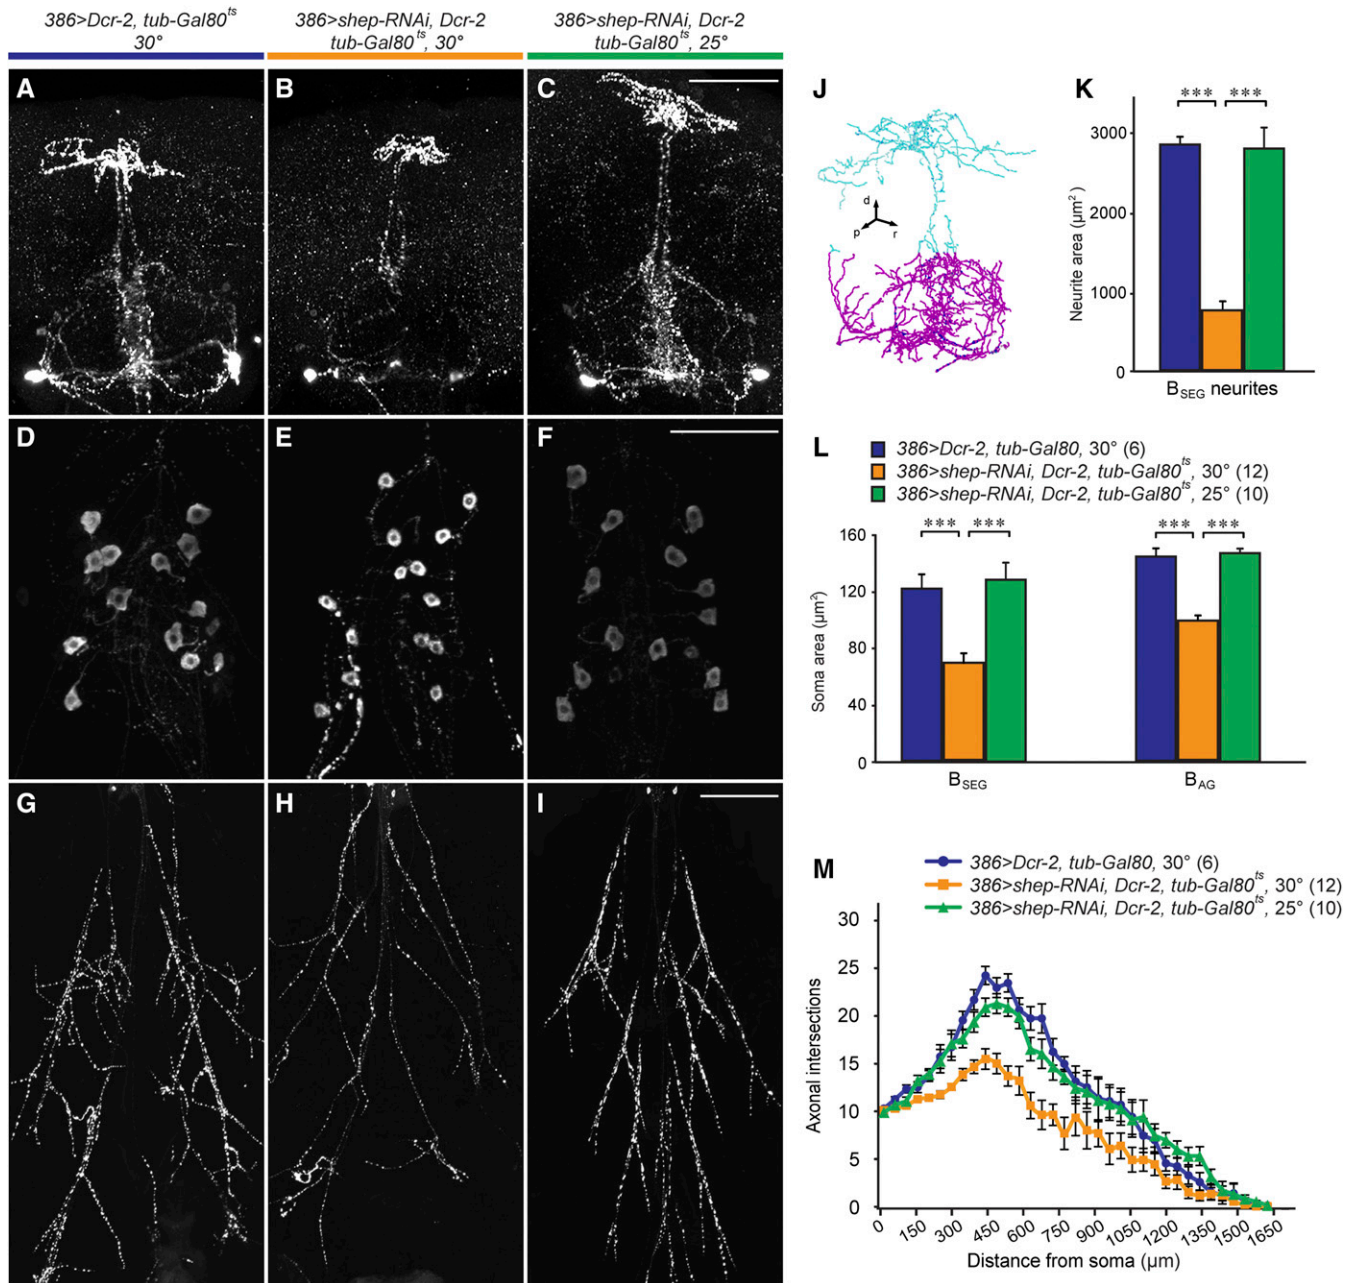 386>Dcr-2, tub-Gal80ts
30°
386>shep-RNAi, Dcr-2
tub-Gal80ts, 30°
386>shep-RNAi, Dcr-2
tub-Gal80ts, 25°
A
B
C
D
E
F
G
H
I
J
d
p
r
K
***
***
3000
2000
1000
0
Neurite area (µm²)
BSEG neurites
L
386>Dcr-2, tub-Gal80, 30° (6)
386>shep-RNAi, Dcr-2, tub-Gal80ts, 30° (12)
386>shep-RNAi, Dcr-2, tub-Gal80ts, 25° (10)
***
***
***
***
160
120
80
40
0
Soma area (µm²)
BSEG
BAG
M
386>Dcr-2, tub-Gal80, 30° (6)
386>shep-RNAi, Dcr-2, tub-Gal80ts, 30° (12)
386>shep-RNAi, Dcr-2, tub-Gal80ts, 25° (10)
30
25
20
15
10
5
0
Axonal intersections
0 150 300 450 600 750 900 1050 1200 1350 1500 1650
Distance from soma (µm)